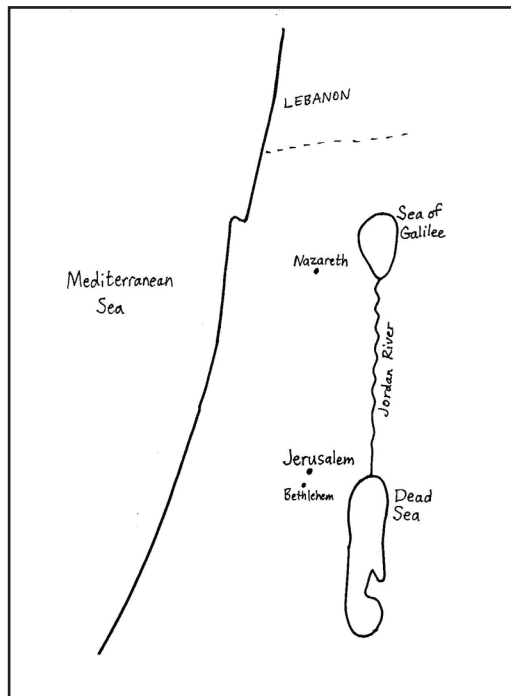 LEBANON
Sea of
Galilee
Nazareth
Mediterranean
Sea
Jordan River
Jerusalem
Bethlehem
Dead
Sea